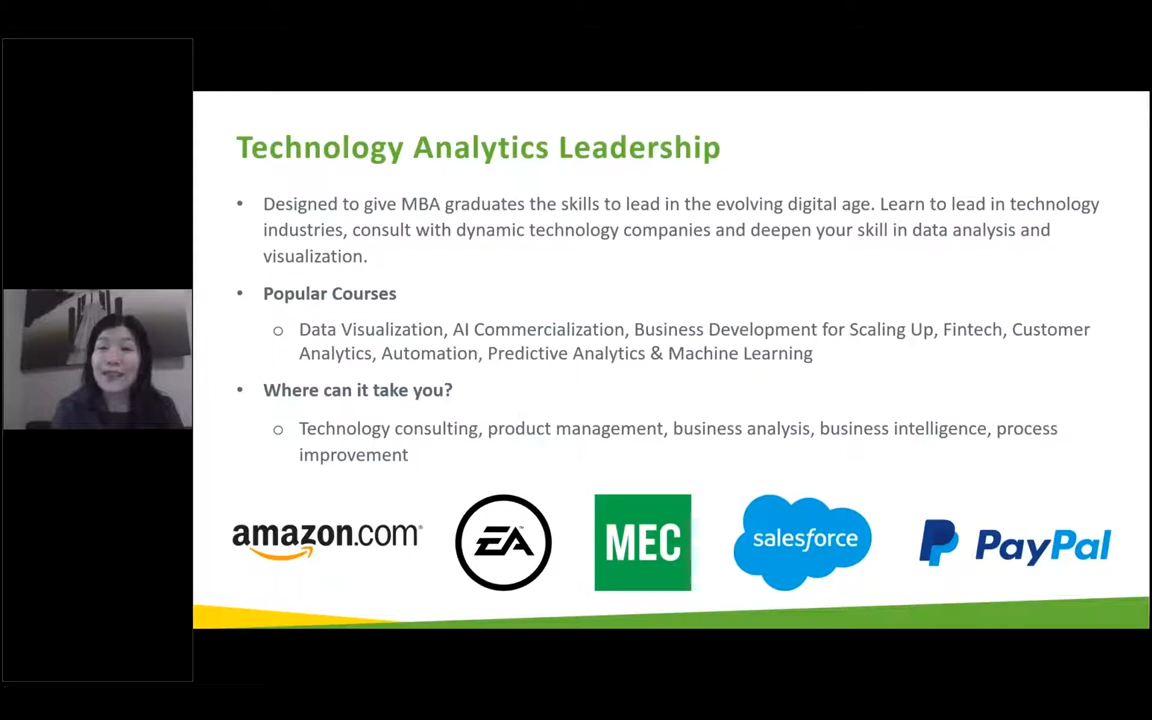 Technology Analytics Leadership
• Designed to give MBA graduates the skills to lead in the evolving digital age. Learn to lead in technology
industries, consult with dynamic technology companies and deepen your skill in data analysis and
visualization.
• Popular Courses
○ Data Visualization, AI Commercialization, Business Development for Scaling Up, Fintech, Customer
Analytics, Automation, Predictive Analytics & Machine Learning
• Where can it take you?
○ Technology consulting, product management, business analysis, business intelligence, process
improvement
amazon.com®
EA
MEC
salesforce
PayPal